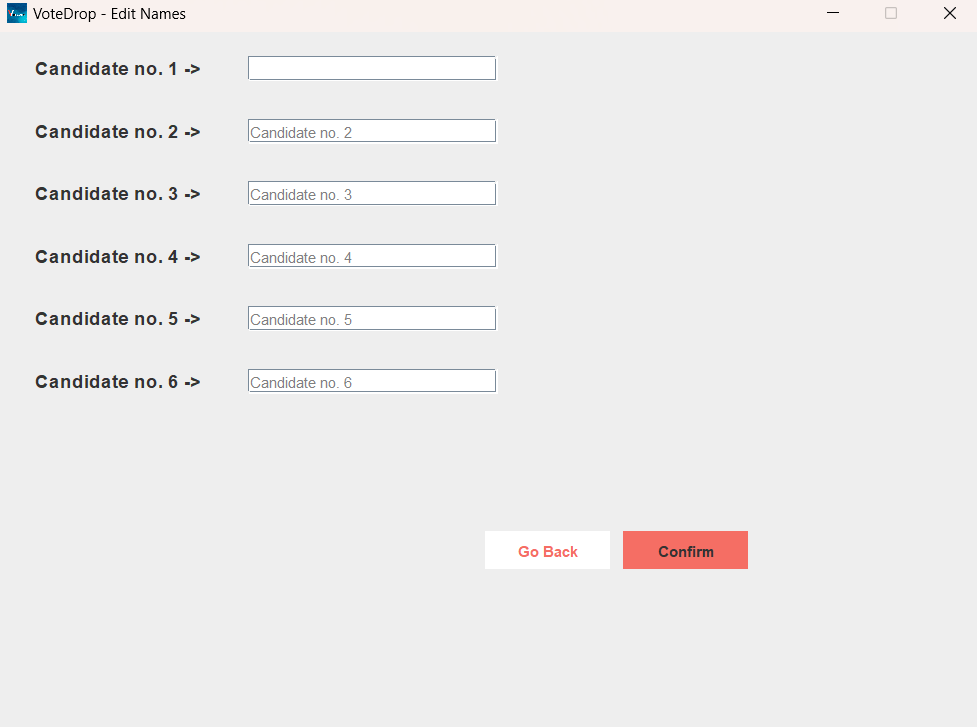 VoteDrop - Edit Names
Candidate no. 1 ->
Candidate no. 2 -> Candidate no. 2
Candidate no. 3 -> Candidate no. 3
Candidate no. 4 -> Candidate no. 4
Candidate no. 5 -> Candidate no. 5
Candidate no. 6 -> Candidate no. 6
Go Back Confirm